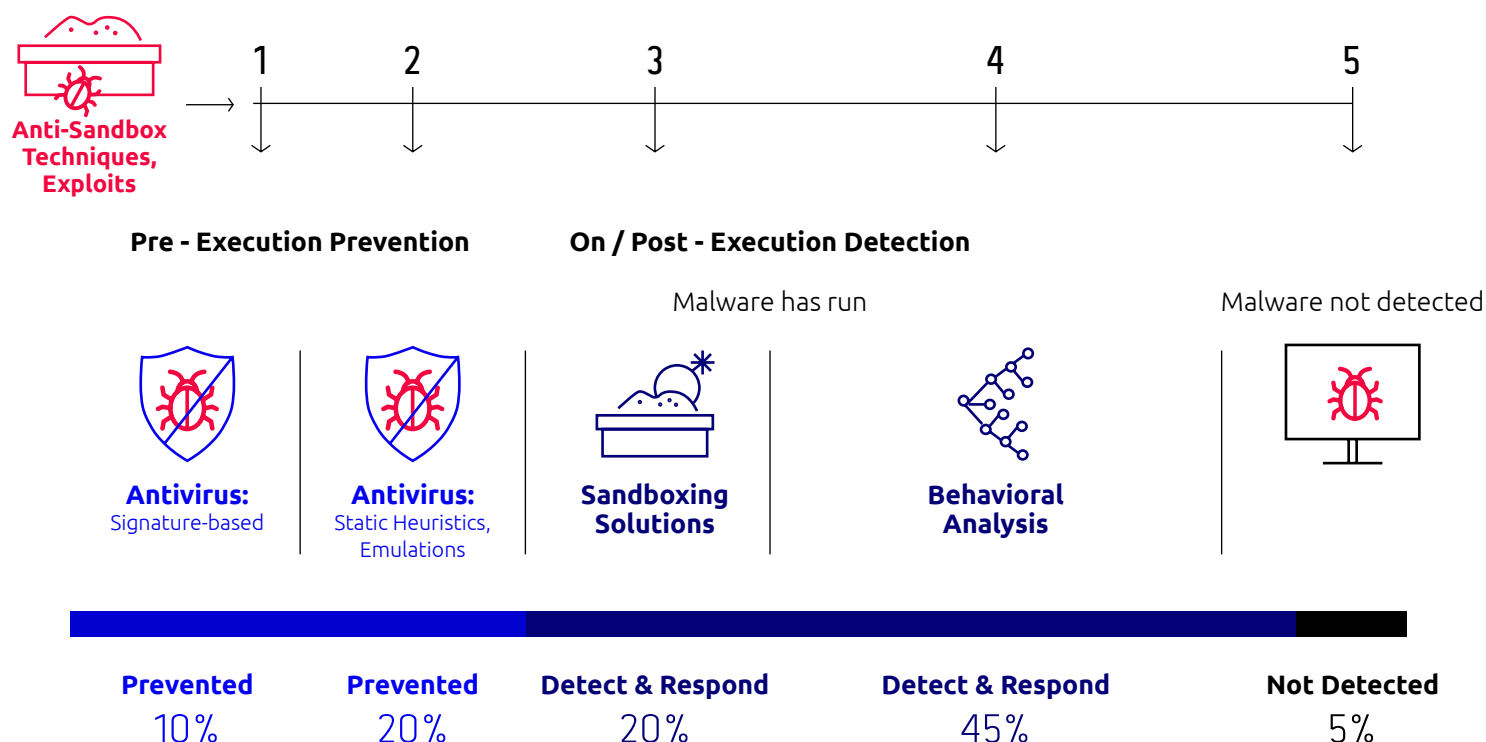 Anti-Sandbox
Techniques,
Exploits
1
2
3
4
5
Pre - Execution Prevention
On / Post - Execution Detection
Malware has run
Malware not detected
Antivirus:
Signature-based
Antivirus:
Static Heuristics,
Emulations
Sandboxing
Solutions
Behavioral
Analysis
Prevented
10%
Prevented
20%
Detect & Respond
20%
Detect & Respond
45%
Not Detected
5%